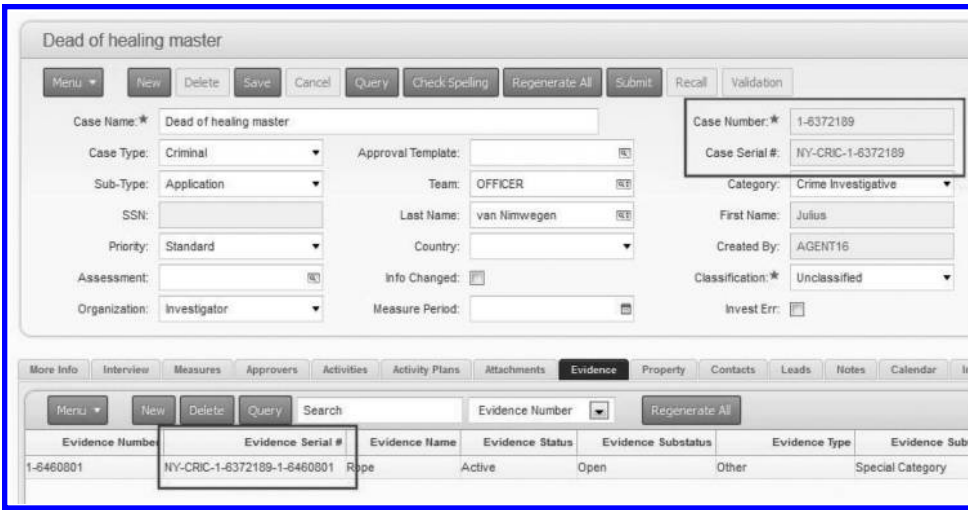 Dead of healing master
Menu New Delete Save Cancel Query Check Spelling Regenerate All Submit Recall Validation
Case Name:★ Dead of healing master Case Number:★ 1-6372189
Case Type: Criminal Approval Template: Case Serial #: NY-CRIC-1-6372189
Sub-Type: Application Team: OFFICER Category: Crime Investigative
SSN: Last Name: van Nimwegen First Name: Julius
Priority: Standard Country: Created By: AGENT16
Assessment: Info Changed: Classification:★ Unclassified
Organization: Investigator Measure Period: Invest Err:
More Info Interview Measures Approvers Activities Activity Plans Attachments Evidence Property Contacts Leads Notes Calendar
Menu New Delete Query Search Evidence Number Regenerate All
Evidence Number Evidence Serial # Evidence Name Evidence Status Evidence Substatus Evidence Type Evidence Sub
1-6460801 NY-CRIC-1-6372189-1-6460801 Rope Active Open Other Special Category